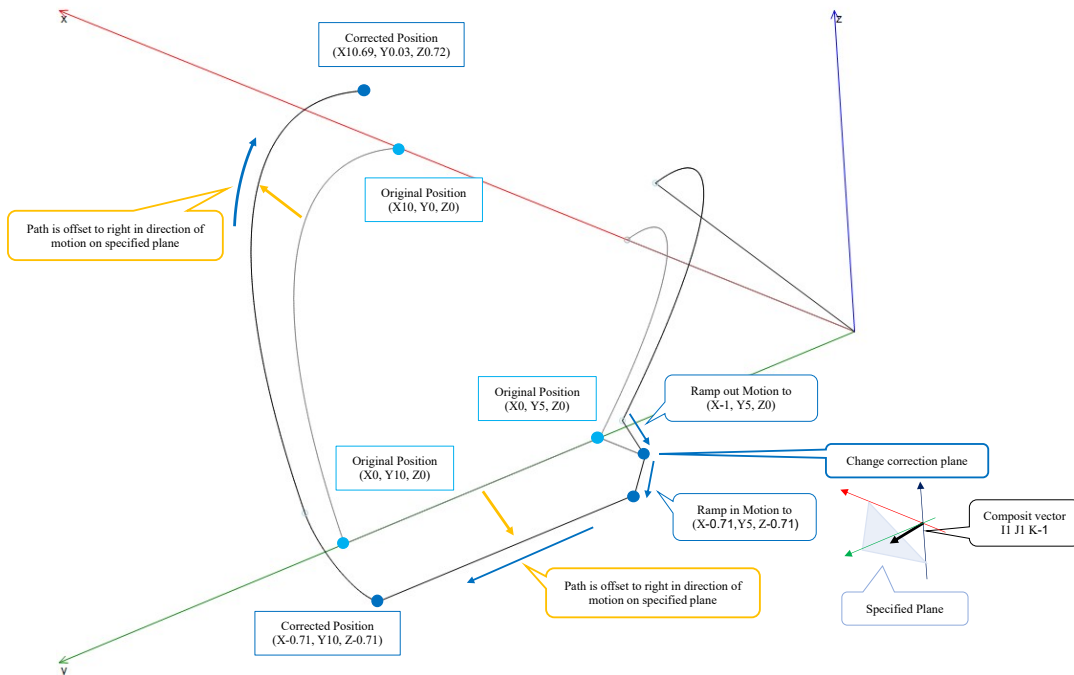 X
Z
Corrected Position
(X10.69, Y0.03, Z0.72)
Original Position
(X10, Y0, Z0)
Path is offset to right in direction of
motion on specified plane
Original Position
(X0, Y5, Z0)
Ramp out Motion to
(X-1, Y5, Z0)
Original Position
(X0, Y10, Z0)
Change correction plane
Ramp in Motion to
(X-0.71,Y5, Z-0.71)
Composit vector
I1 J1 K-1
Path is offset to right in direction of
motion on specified plane
Specified Plane
Corrected Position
(X-0.71, Y10, Z-0.71)
Y